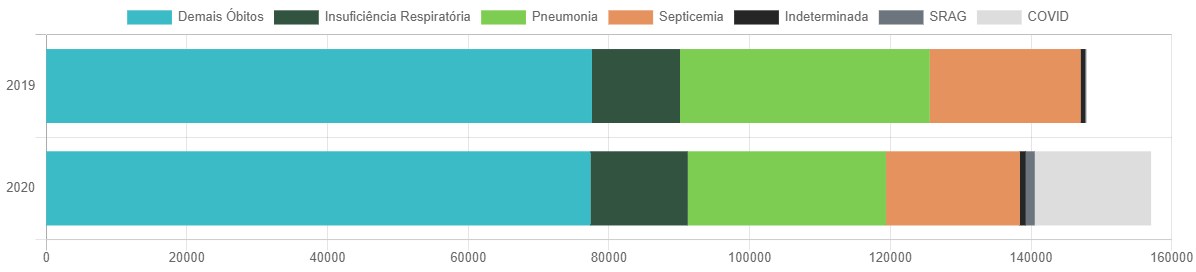 Demais Óbitos Insuficiência Respiratória Pneumonia Septicemia Indeterminada SRAG COVID
2019
2020
0 20000 40000 60000 80000 100000 120000 140000 160000